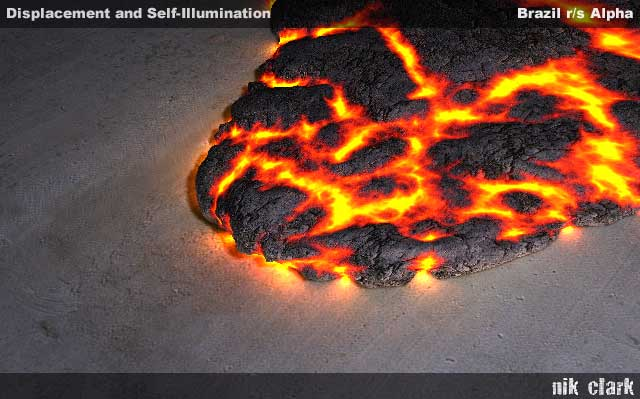 Displacement and Self-Illumination
Brazil r/s Alpha
nik clark